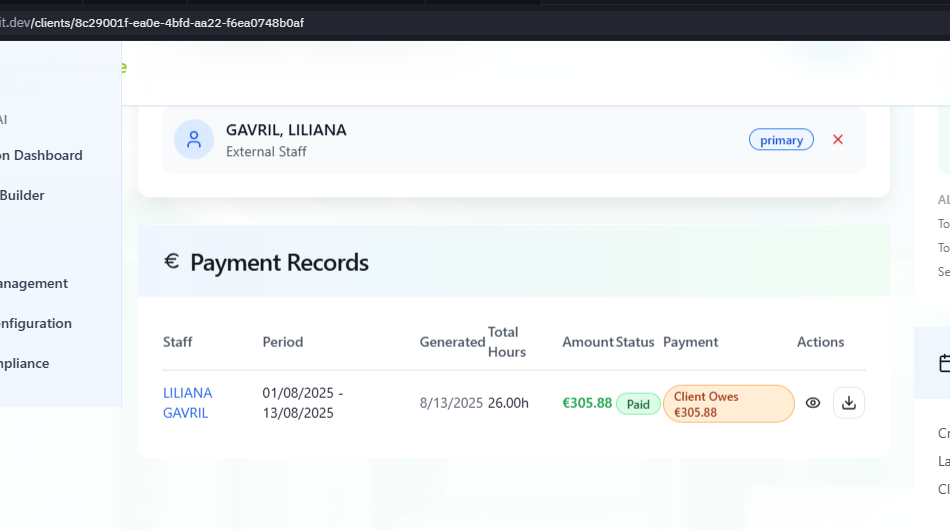 it.dev/clients/8c29001f-ea0e-4bfd-aa22-f6ea0748b0af
e
AI
on Dashboard
Builder
anagement
onfiguration
mpliance
GAVRIL, LILIANA
External Staff
primary
€ Payment Records
Staff Period Generated Total Hours Amount Status Payment Actions
LILIANA GAVRIL
01/08/2025 - 13/08/2025
8/13/2025
26.00h
€305.88
Paid
Client Owes
€305.88
AL
To
To
Se
Cr
La
Cl